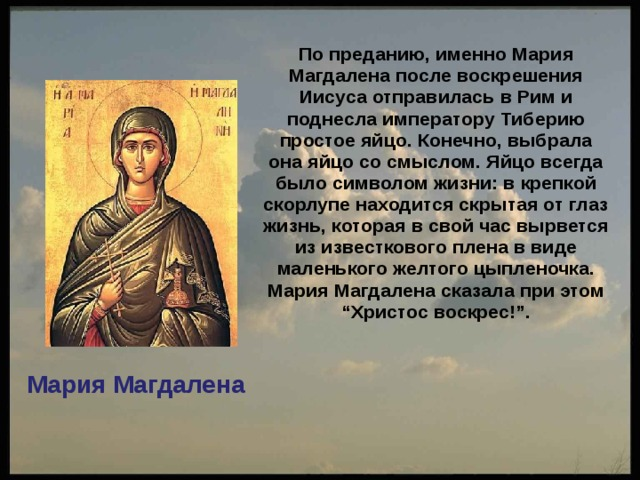 По преданию, именно Мария
Магдалена после воскрешения
Иисуса отправилась в Рим и
поднесла императору Тиберию
простое яйцо. Конечно, выбрала
она яйцо со смыслом. Яйцо всегда
было символом жизни: в крепкой
скорлупе находится скрытая от глаз
жизнь, которая в свой час вырвется
из известкового плена в виде
маленького желтого цыпленочка.
Мария Магдалена сказала при этом
“Христос воскрес!”.
Η ἁ ΜΑ
ΡΙ
Α
Η ΜΑΓΔΑ
ΛΗ
ΝΗ
Мария Магдалена